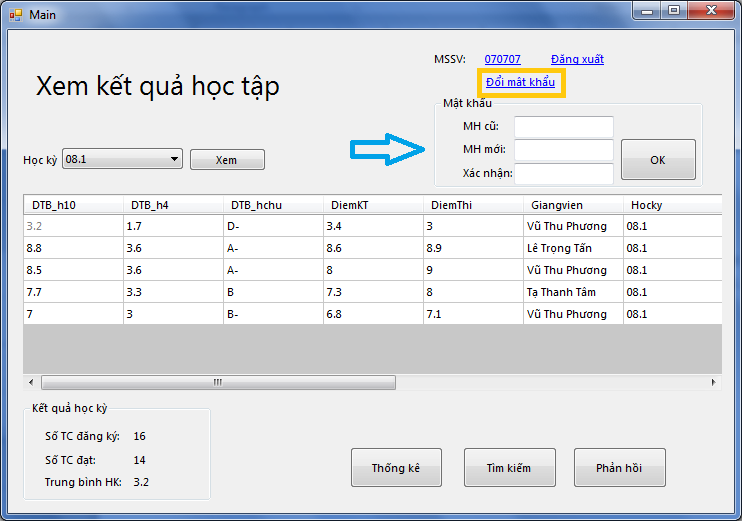 Main
MSSV: 070707 Đăng xuất
Đổi mật khẩu
Xem kết quả học tập
Mật khẩu
MH cũ:
MH mới:
Xác nhận:
OK
Học kỳ 08.1 Xem
DTB_h10 DTB_h4 DTB_hchu DiemKT DiemThi Giangvien Hocky
3.2 1.7 D- 3.4 3 Vũ Thu Phương 08.1
8.8 3.6 A- 8.6 8.9 Lê Trọng Tấn 08.1
8.5 3.6 A- 8 9 Vũ Thu Phương 08.1
7.7 3.3 B 7.3 8 Tạ Thanh Tâm 08.1
7 3 B- 6.8 7.1 Vũ Thu Phương 08.1
Kết quả học kỳ
Số TC đăng ký: 16
Số TC đạt: 14
Trung bình HK: 3.2
Thống kê Tìm kiếm Phản hồi